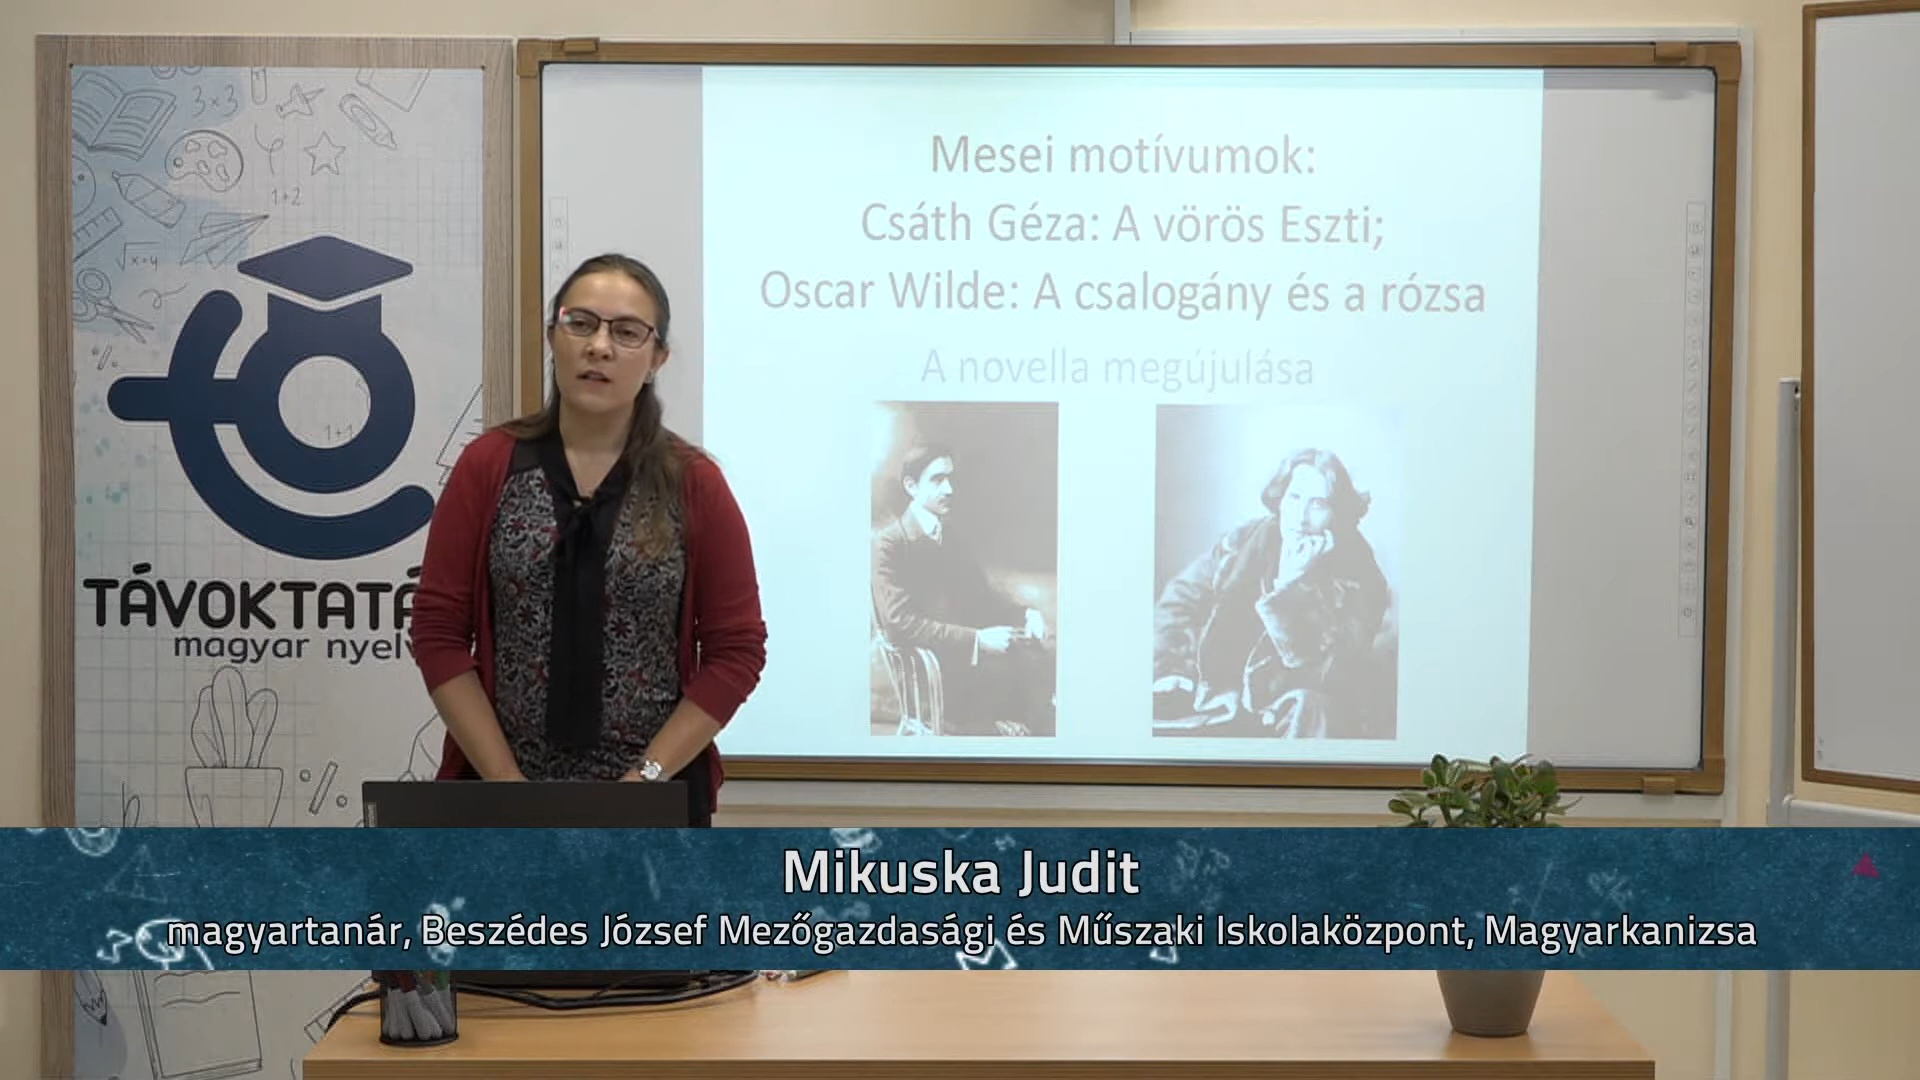 3×3
1+2
√x+4
%
1+1
TÁVOKTATÁ
magyar nyelv
%
Mesei motívumok:
Csáth Géza: A vörös Eszti;
Oscar Wilde: A csalogány és a rózsa
A novella megújulása
Mikuska Judit
magyartanár, Beszédes József Mezőgazdasági és Műszaki Iskolaközpont, Magyarkanizsa